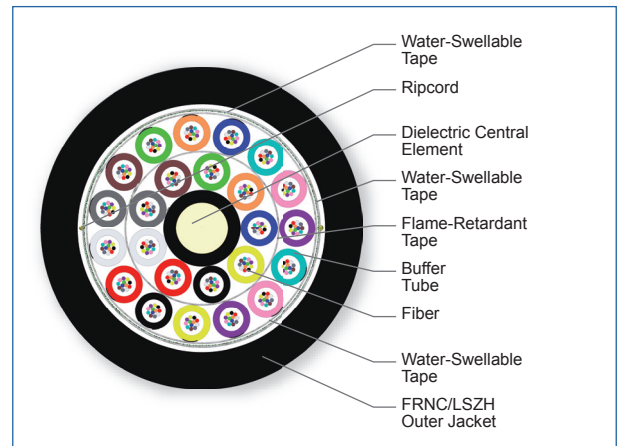 Water-Swellable
Tape
Ripcord
Dielectric Central
Element
Water-Swellable
Tape
Flame-Retardant
Tape
Buffer
Tube
Fiber
Water-Swellable
Tape
FRNC/LSZH
Outer Jacket